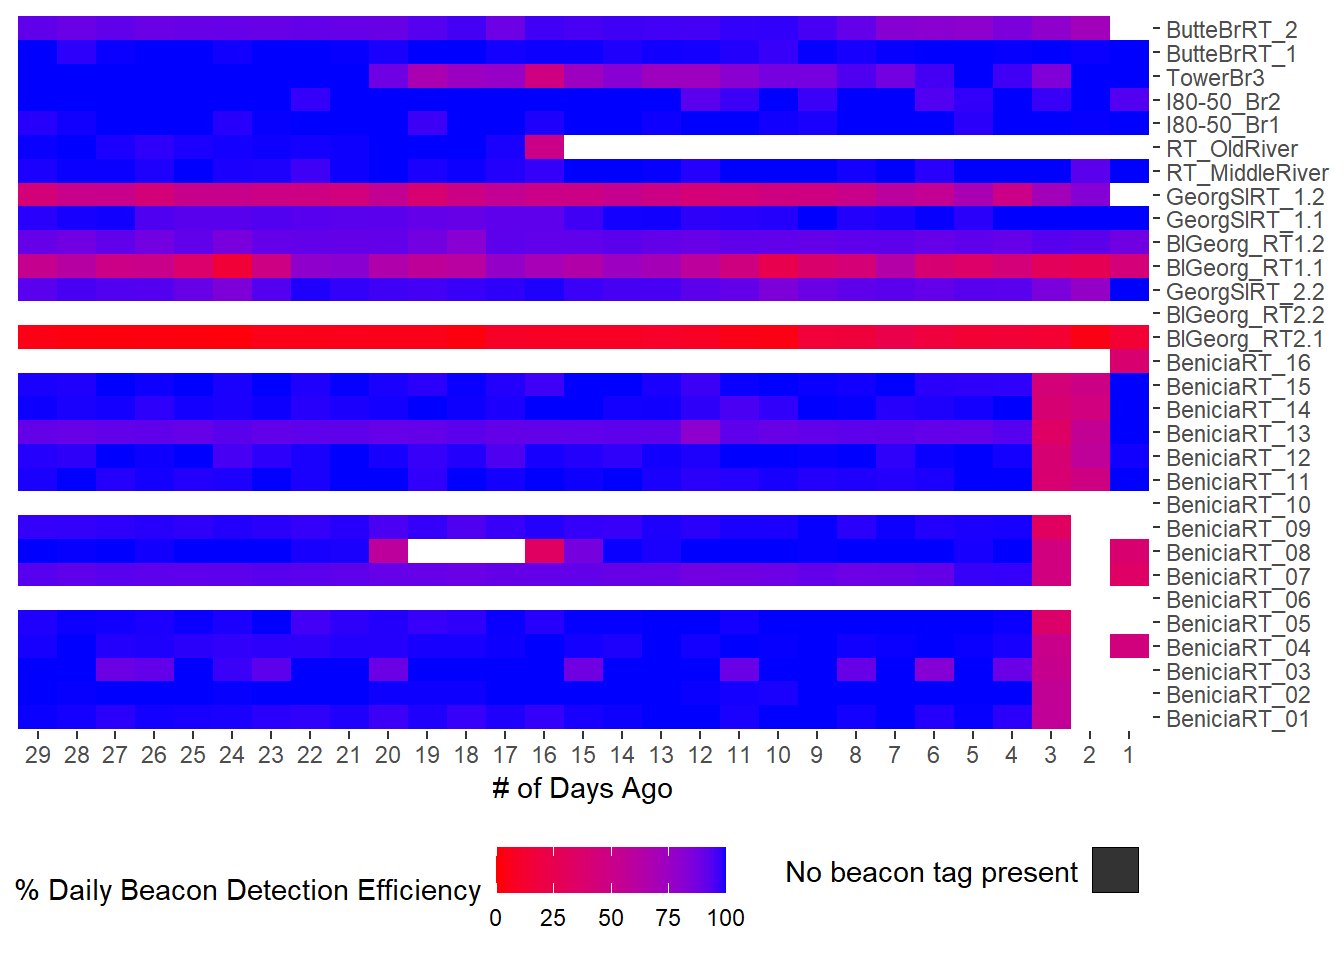 ButteBrRT_2
ButteBrRT_1
TowerBr3
I80-50_Br2
I80-50_Br1
RT_OldRiver
RT_MiddleRiver
GeorgSlRT_1.2
GeorgSlRT_1.1
BlGeorg_RT1.2
BlGeorg_RT1.1
GeorgSlRT_2.2
BlGeorg_RT2.2
BlGeorg_RT2.1
BeniciaRT_16
BeniciaRT_15
BeniciaRT_14
BeniciaRT_13
BeniciaRT_12
BeniciaRT_11
BeniciaRT_10
BeniciaRT_09
BeniciaRT_08
BeniciaRT_07
BeniciaRT_06
BeniciaRT_05
BeniciaRT_04
BeniciaRT_03
BeniciaRT_02
BeniciaRT_01
29 28 27 26 25 24 23 22 21 20 19 18 17 16 15 14 13 12 11 10 9 8 7 6 5 4 3 2 1
# of Days Ago
% Daily Beacon Detection Efficiency
0 25 50 75 100
No beacon tag present